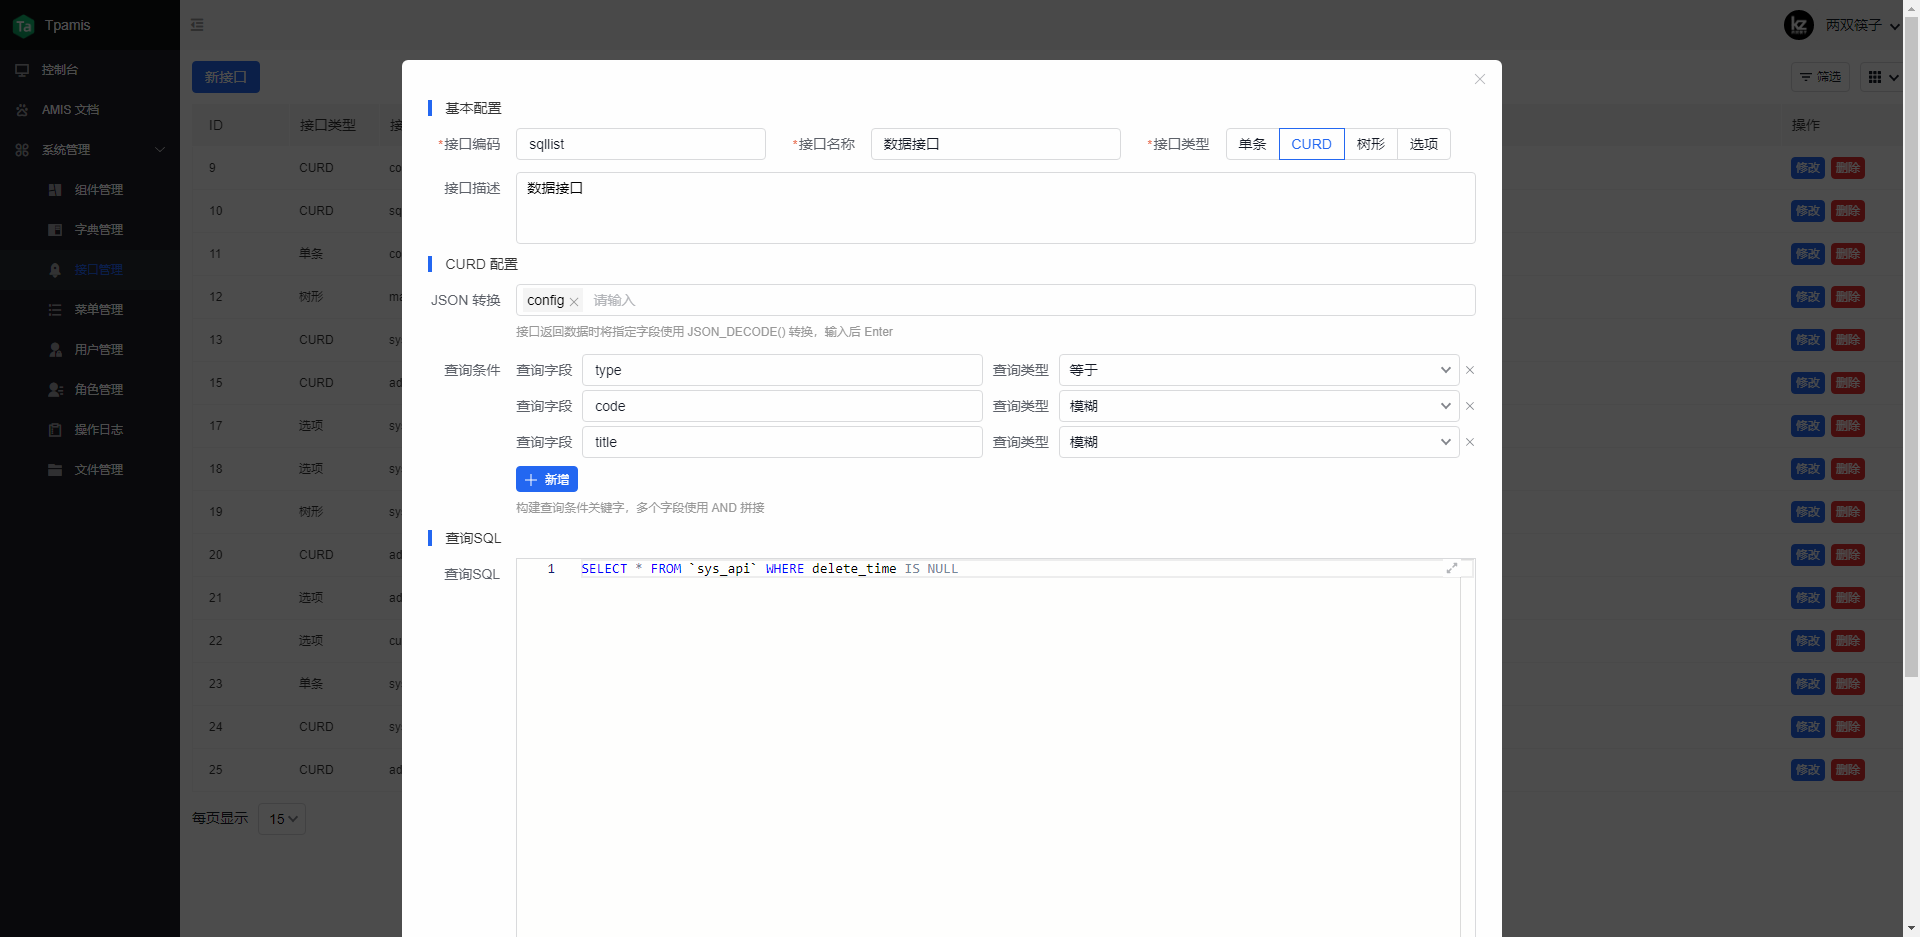 Ta Tpamis
kz 两双筷子
控制台
AMIS 文档
系统管理
组件管理
字典管理
接口管理
菜单管理
用户管理
角色管理
操作日志
文件管理
新接口
筛选
ID 接口类型 接 操作
9 CURD co 修改 删除
10 CURD sq 修改 删除
11 单条 co 修改 删除
12 树形 ma 修改 删除
13 CURD sy 修改 删除
15 CURD ad 修改 删除
17 选项 sy 修改 删除
18 选项 sy 修改 删除
19 树形 sy 修改 删除
20 CURD ad 修改 删除
21 选项 ad 修改 删除
22 选项 cu 修改 删除
23 单条 sy 修改 删除
24 CURD sy 修改 删除
25 CURD ad 修改 删除
每页显示 15
基本配置
*接口编码 sqllist *接口名称 数据接口 *接口类型 单条 CURD 树形 选项
接口描述 数据接口
CURD 配置
JSON 转换 config 请输入
接口返回数据时将指定字段使用 JSON_DECODE() 转换，输入后 Enter
查询条件 查询字段 type 查询类型 等于
查询字段 code 查询类型 模糊
查询字段 title 查询类型 模糊
新增
构建查询条件关键字，多个字段使用 AND 拼接
查询SQL
查询SQL 1 SELECT * FROM `sys_api` WHERE delete_time IS NULL